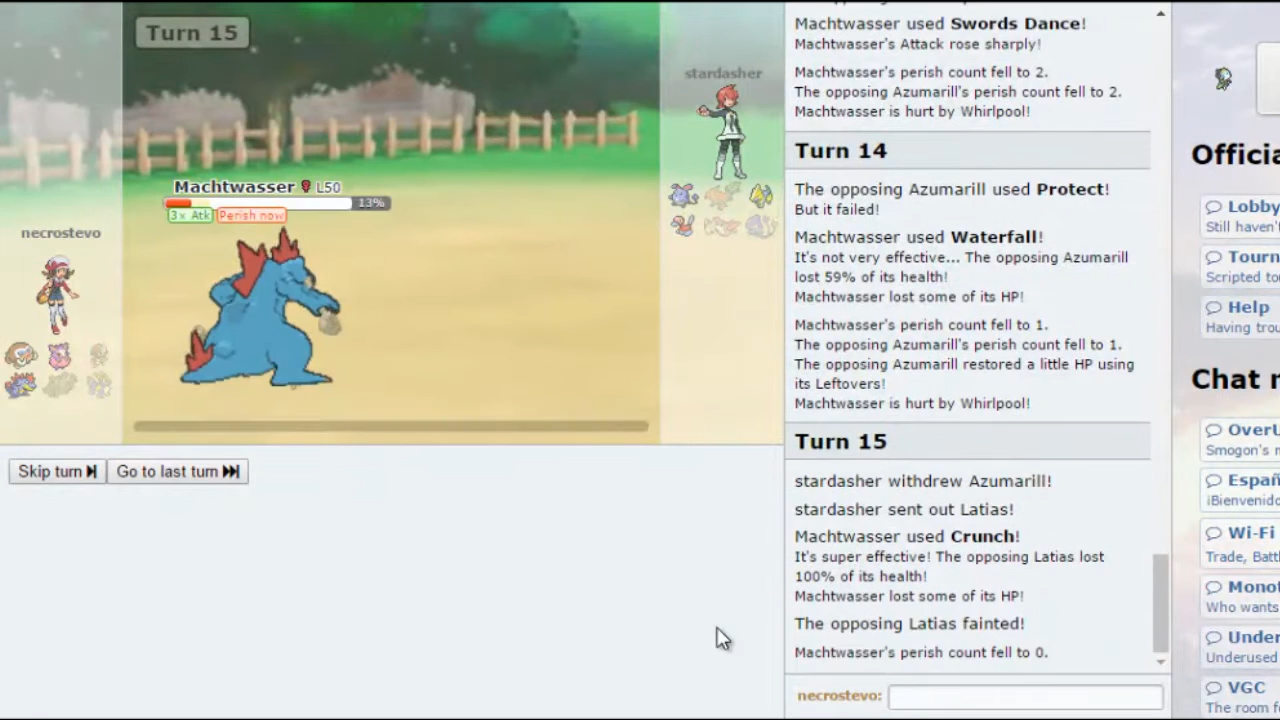 Turn 15
stardasher
Machtwasser L50
13%
3x Atk Perish now
necrostevo
Skip turn
Go to last turn
Machtwasser used Swords Dance!
Machtwasser's Attack rose sharply!
Machtwasser's perish count fell to 2.
The opposing Azumarill's perish count fell to 2.
Machtwasser is hurt by Whirlpool!
Turn 14
The opposing Azumarill used Protect!
But it failed!
Machtwasser used Waterfall!
It's not very effective... The opposing Azumarill
lost 59% of its health!
Machtwasser lost some of its HP!
Machtwasser's perish count fell to 1.
The opposing Azumarill's perish count fell to 1.
The opposing Azumarill restored a little HP using
its Leftovers!
Machtwasser is hurt by Whirlpool!
Turn 15
stardasher withdrew Azumarill!
stardasher sent out Latias!
Machtwasser used Crunch!
It's super effective! The opposing Latias lost
100% of its health!
Machtwasser lost some of its HP!
The opposing Latias fainted!
Machtwasser's perish count fell to 0.
necrostevo:
Officia
Lobby
Still haven't
Tourn
Scripted to
Help
Having trou
Chat r
OverU
Smogon's m
Españ
¡Bienvenido
Wi-Fi
Trade, Battl
Monot
Who wants
Under
Underused
VGC
The room f